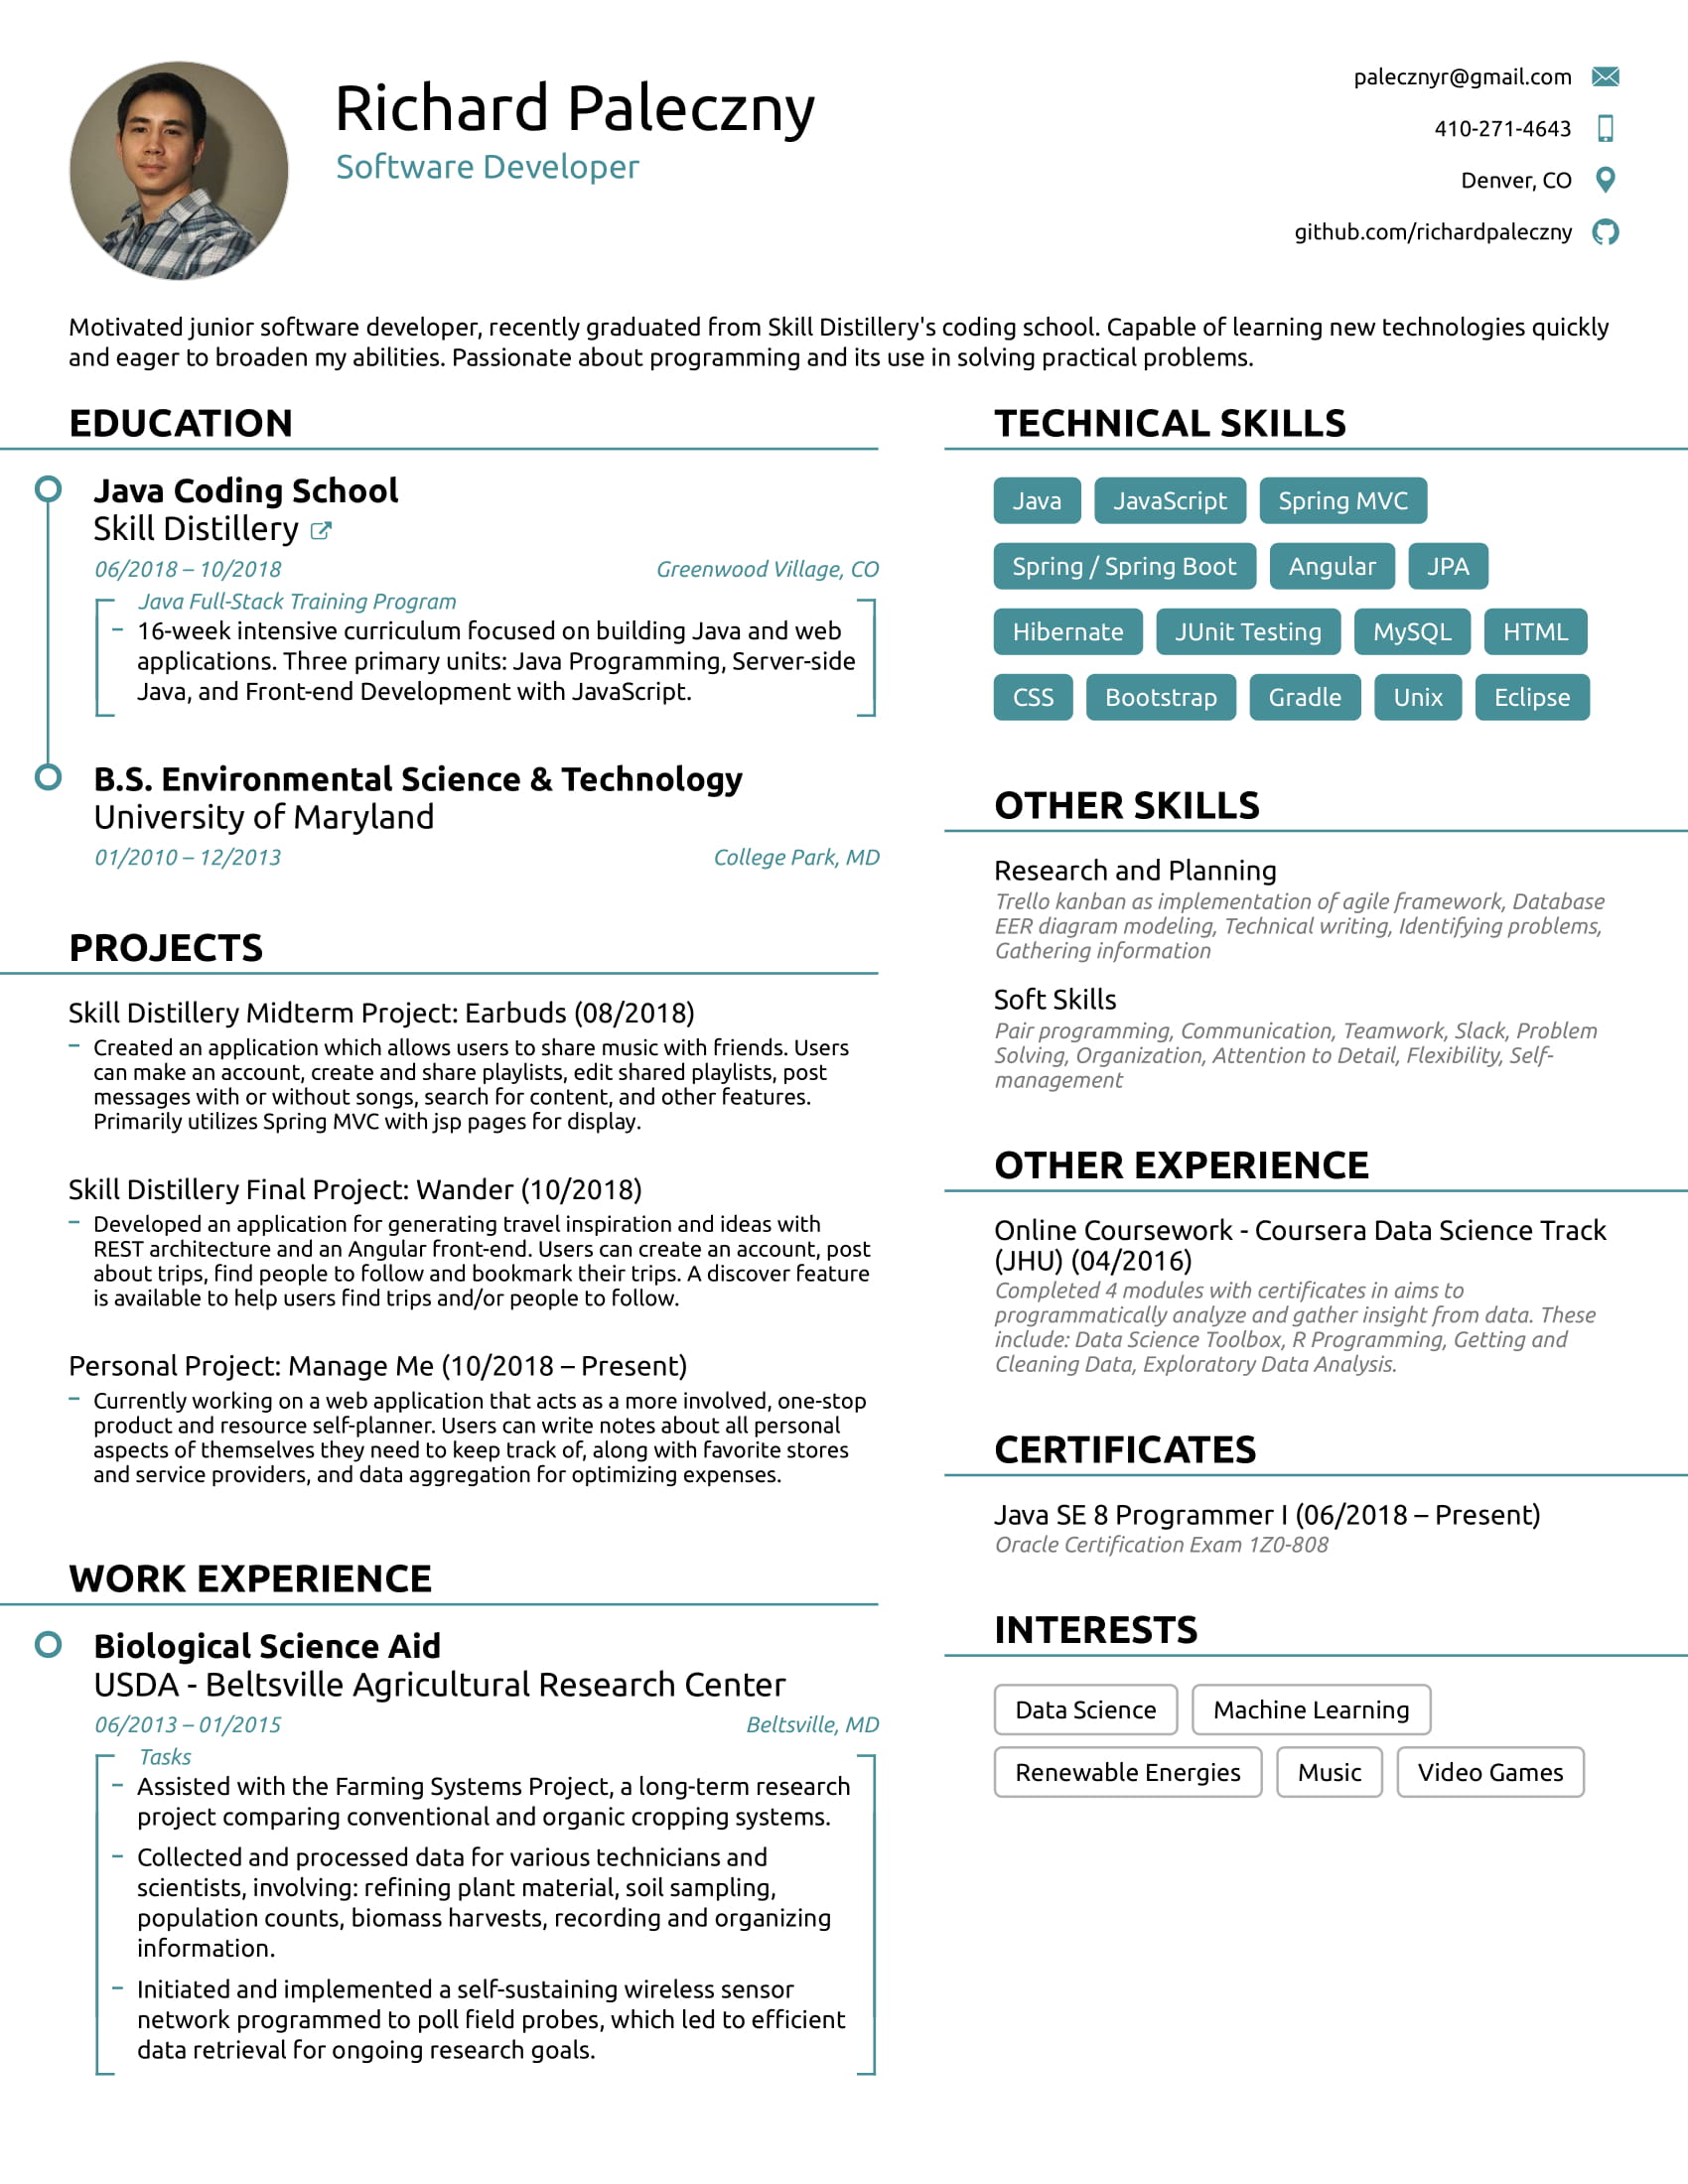 Richard Paleczny
Software Developer
palecznyr@gmail.com
410-271-4643
Denver, CO
github.com/richardpaleczny
Motivated junior software developer, recently graduated from Skill Distillery's coding school. Capable of learning new technologies quickly
and eager to broaden my abilities. Passionate about programming and its use in solving practical problems.
EDUCATION
Java Coding School
Skill Distillery
06/2018 – 10/2018
Greenwood Village, CO
Java Full-Stack Training Program
– 16-week intensive curriculum focused on building Java and web
applications. Three primary units: Java Programming, Server-side
Java, and Front-end Development with JavaScript.
B.S. Environmental Science & Technology
University of Maryland
01/2010 – 12/2013
College Park, MD
PROJECTS
Skill Distillery Midterm Project: Earbuds (08/2018)
– Created an application which allows users to share music with friends. Users
can make an account, create and share playlists, edit shared playlists, post
messages with or without songs, search for content, and other features.
Primarily utilizes Spring MVC with jsp pages for display.
Skill Distillery Final Project: Wander (10/2018)
– Developed an application for generating travel inspiration and ideas with
REST architecture and an Angular front-end. Users can create an account, post
about trips, find people to follow and bookmark their trips. A discover feature
is available to help users find trips and/or people to follow.
Personal Project: Manage Me (10/2018 – Present)
– Currently working on a web application that acts as a more involved, one-stop
product and resource self-planner. Users can write notes about all personal
aspects of themselves they need to keep track of, along with favorite stores
and service providers, and data aggregation for optimizing expenses.
WORK EXPERIENCE
Biological Science Aid
USDA - Beltsville Agricultural Research Center
06/2013 – 01/2015
Beltsville, MD
Tasks
– Assisted with the Farming Systems Project, a long-term research
project comparing conventional and organic cropping systems.
– Collected and processed data for various technicians and
scientists, involving: refining plant material, soil sampling,
population counts, biomass harvests, recording and organizing
information.
– Initiated and implemented a self-sustaining wireless sensor
network programmed to poll field probes, which led to efficient
data retrieval for ongoing research goals.
TECHNICAL SKILLS
Java JavaScript Spring MVC
Spring / Spring Boot Angular JPA
Hibernate JUnit Testing MySQL HTML
CSS Bootstrap Gradle Unix Eclipse
OTHER SKILLS
Research and Planning
Trello kanban as implementation of agile framework, Database
EER diagram modeling, Technical writing, Identifying problems,
Gathering information
Soft Skills
Pair programming, Communication, Teamwork, Slack, Problem
Solving, Organization, Attention to Detail, Flexibility, Self-
management
OTHER EXPERIENCE
Online Coursework - Coursera Data Science Track
(JHU) (04/2016)
Completed 4 modules with certificates in aims to
programmatically analyze and gather insight from data. These
include: Data Science Toolbox, R Programming, Getting and
Cleaning Data, Exploratory Data Analysis.
CERTIFICATES
Java SE 8 Programmer I (06/2018 – Present)
Oracle Certification Exam 1Z0-808
INTERESTS
Data Science Machine Learning
Renewable Energies Music Video Games